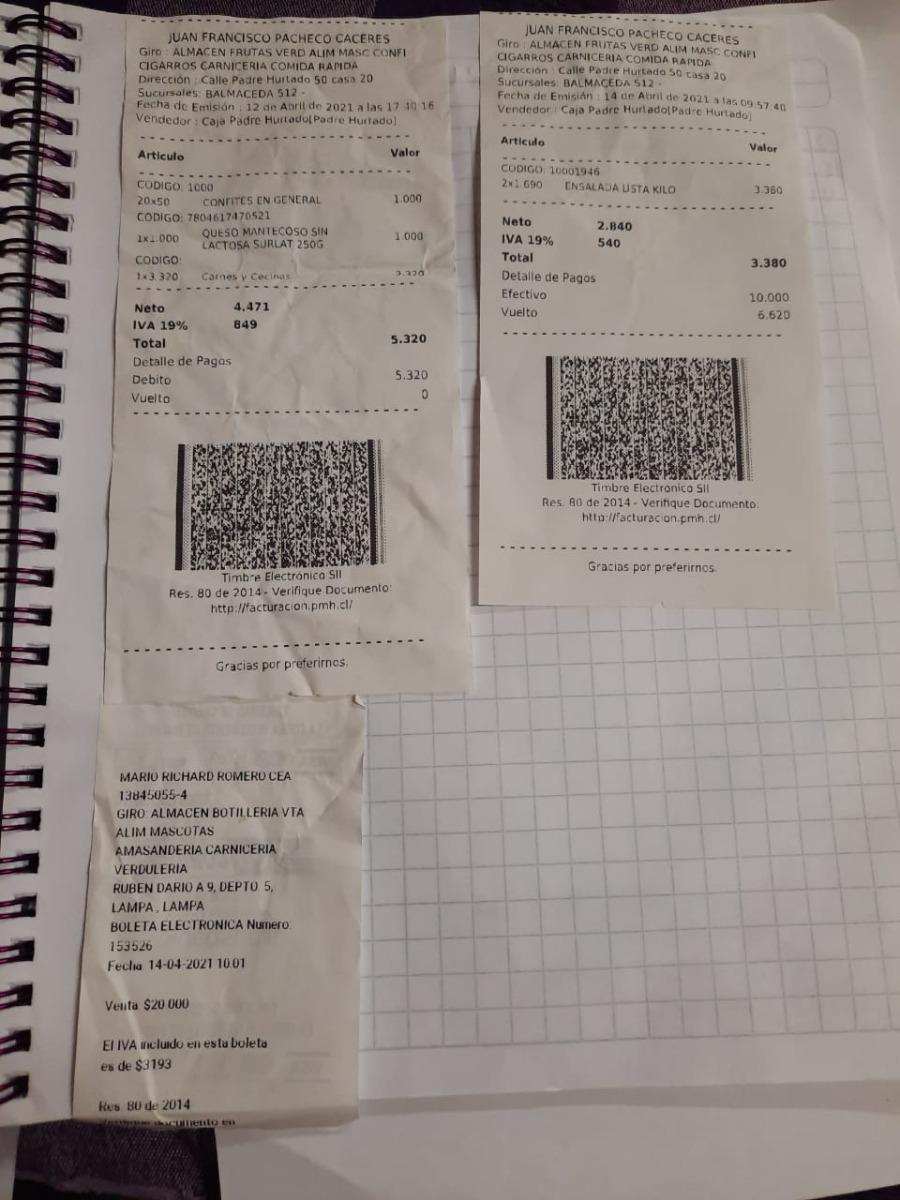 JUAN FRANCISCO PACHECO CACERES
Giro : ALMACEN FRUTAS VERD ALIM MASC CONFI
CIGARROS CARNICERIA COMIDA RAPIDA
Dirección : Calle Padre Hurtado 50 casa 20
Sucursales: BALMACEDA 512 -
Fecha de Emisión : 12 de Abril de 2021 a las 17:40:16
Vendedor : Caja Padre Hurtado[Padre Hurtado]
Articulo Valor
CODIGO: 1000
20x50 CONFITES EN GENERAL 1.000
CODIGO: 7804617470521
1x1.000 QUESO MANTECOSO SIN LACTOSA SURLAT 250G 1.000
CODIGO:
1x3.320 Carnes y Cecinas 3.320
Neto 4.471
IVA 19% 849
Total 5.320
Detalle de Pagos
Debito 5.320
Vuelto 0
Timbre Electronico SII
Res. 80 de 2014 - Verifique Documento:
http://facturacion.pmh.cl/
Gracias por preferirnos.
JUAN FRANCISCO PACHECO CACERES
Giro : ALMACEN FRUTAS VERD ALIM MASC CONFI
CIGARROS CARNICERIA COMIDA RAPIDA
Dirección : Calle Padre Hurtado 50 casa 20
Sucursales: BALMACEDA 512 -
Fecha de Emisión : 14 de Abril de 2021 a las 09:57:40
Vendedor : Caja Padre Hurtado[Padre Hurtado]
Articulo Valor
CODIGO: 10001946
2x1.690 ENSALADA LISTA KILO 3.380
Neto 2.840
IVA 19% 540
Total 3.380
Detalle de Pagos
Efectivo 10.000
Vuelto 6.620
Timbre Electronico SII
Res. 80 de 2014 - Verifique Documento:
http://facturacion.pmh.cl/
Gracias por preferirnos.
MARIO RICHARD ROMERO CEA
13845055-4
GIRO: ALMACEN BOTILLERIA VTA
ALIM MASCOTAS
AMASANDERIA CARNICERIA
VERDULERIA
RUBEN DARIO A 9, DEPTO. 5,
LAMPA , LAMPA
BOLETA ELECTRONICA Numero:
153526
Fecha: 14-04-2021 10:01
Venta: $20.000
El IVA incluido en esta boleta
es de $3193
Res. 80 de 2014
documento en